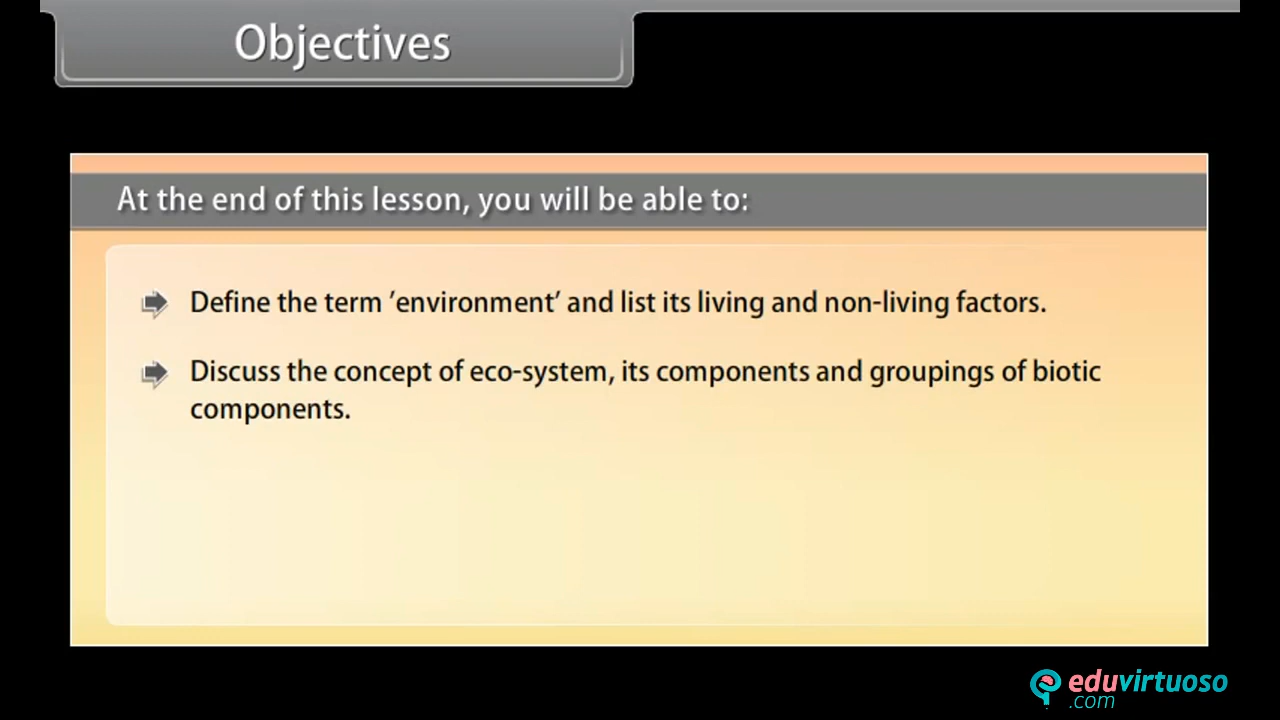 Objectives
At the end of this lesson, you will be able to:
Define the term ’environment’ and list its living and non-living factors.
Discuss the concept of eco-system, its components and groupings of biotic
components.
eduvirtuoso
.com